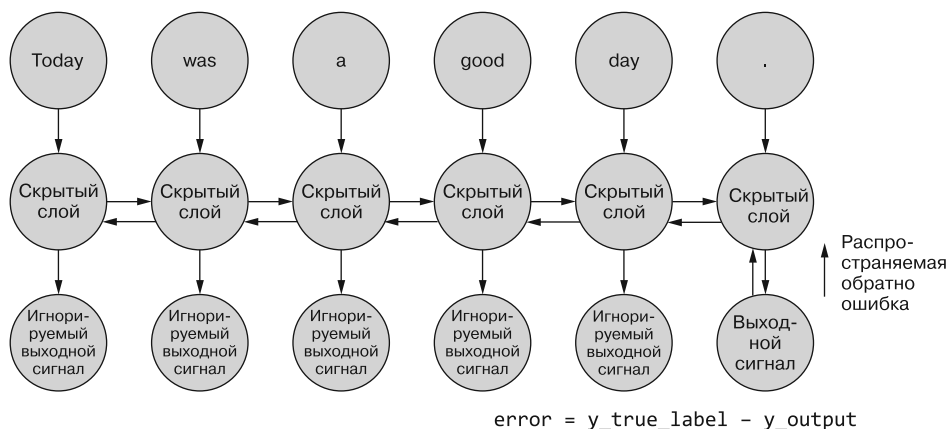 Today was a good day .
Скрытый
слой
Скрытый
слой
Скрытый
слой
Скрытый
слой
Скрытый
слой
Скрытый
слой
Распро-
страняемая
обратно
ошибка
Игнори-
руемый
выходной
сигнал
Игнори-
руемый
выходной
сигнал
Игнори-
руемый
выходной
сигнал
Игнори-
руемый
выходной
сигнал
Игнори-
руемый
выходной
сигнал
Выход-
ной
сигнал
error = y_true_label – y_output